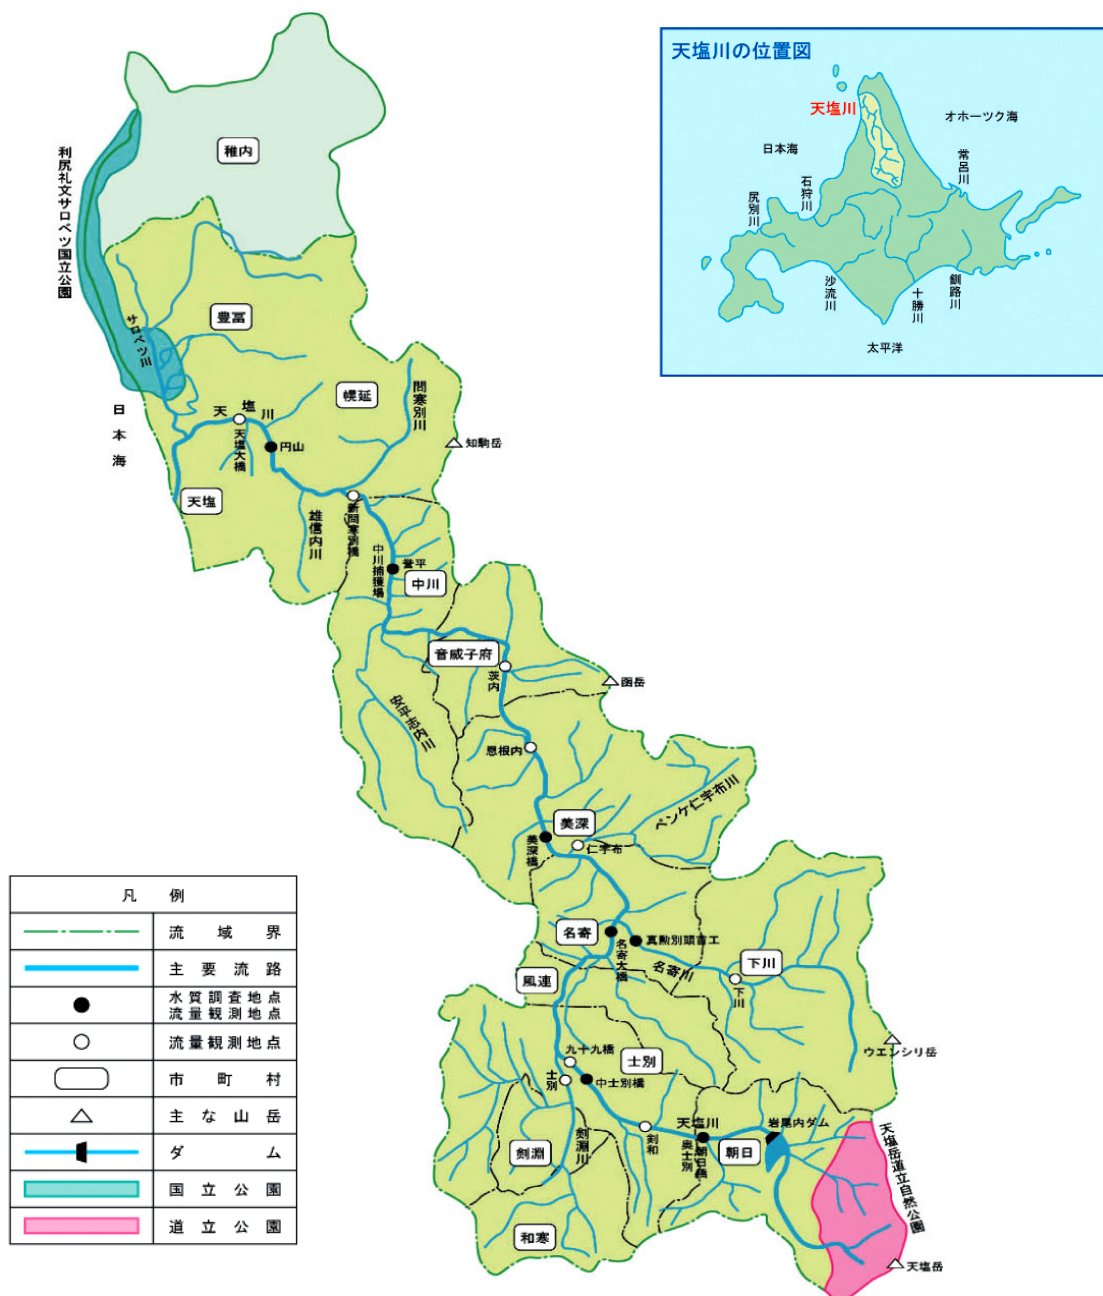 天塩川の位置図
天塩川
オホーツク海
日本海
石狩川
尻別川
常呂川
沙流川
十勝川
釧路川
太平洋
稚内
利尻礼文サロベツ国立公園
豊冨
サロベツ川
幌延
問寒別川
天塩川
天塩大橋
円山
知駒岳
日本海
天塩
雄信内川
新問寒別橋
中川捕獲場
誉平
中川
音威子府
茨内
函岳
安平志内川
恩根内
ペンケ仁宇布川
美深
美深橋
仁宇布
名寄
名寄大橋
真勲別頭首工
名寄川
下川
下川
風連
ウエンシリ岳
九十九橋
士別
士別
中士別橋
天塩川
岩尾内ダム
剣淵
剣淵川
剣和
奥士別
朝日橋
朝日
天塩岳道立自然公園
和寒
天塩岳
凡例
流域界
主要流路
水質調査地点
流量観測地点
流量観測地点
市町村
主な山岳
ダム
国立公園
道立公園